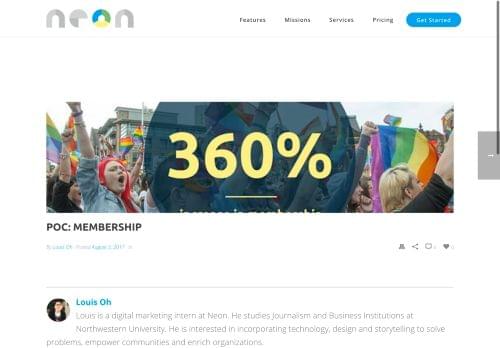 neon
Features
Missions
Services
Pricing
Get Started
360%
POC: MEMBERSHIP
By Louis Oh Posted August 3, 2017 In
0
0
Louis Oh
Louis is a digital marketing intern at Neon. He studies Journalism and Business Institutions at
Northwestern University. He is interested in incorporating technology, design and storytelling to solve
problems, empower communities and enrich organizations.